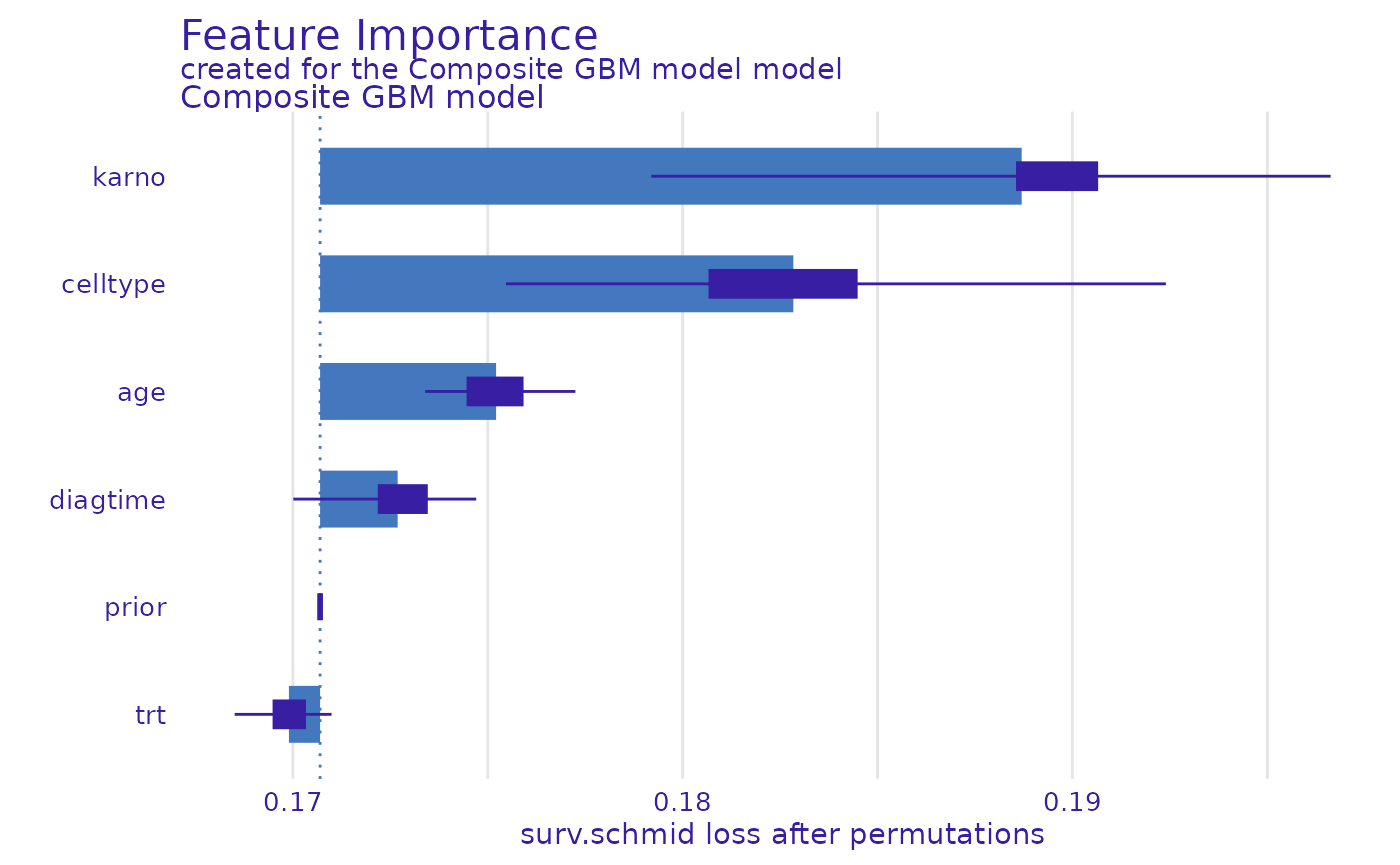 Feature Importance
created for the Composite GBM model model
Composite GBM model
karno
celltype
age
diagtime
prior
trt
0.17 0.18 0.19
surv.schmid loss after permutations